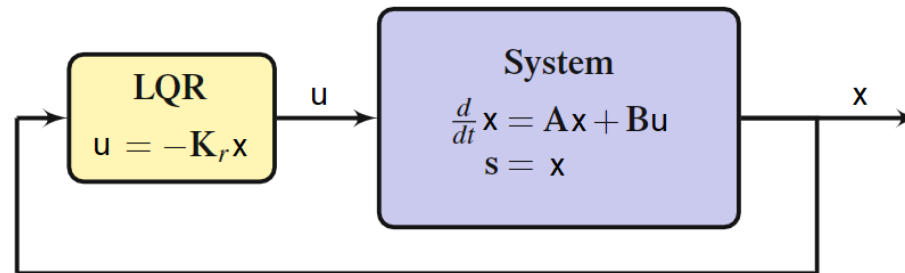 LQR
u = −K_r x
u
System
d/dt x = Ax + Bu
s = x
x